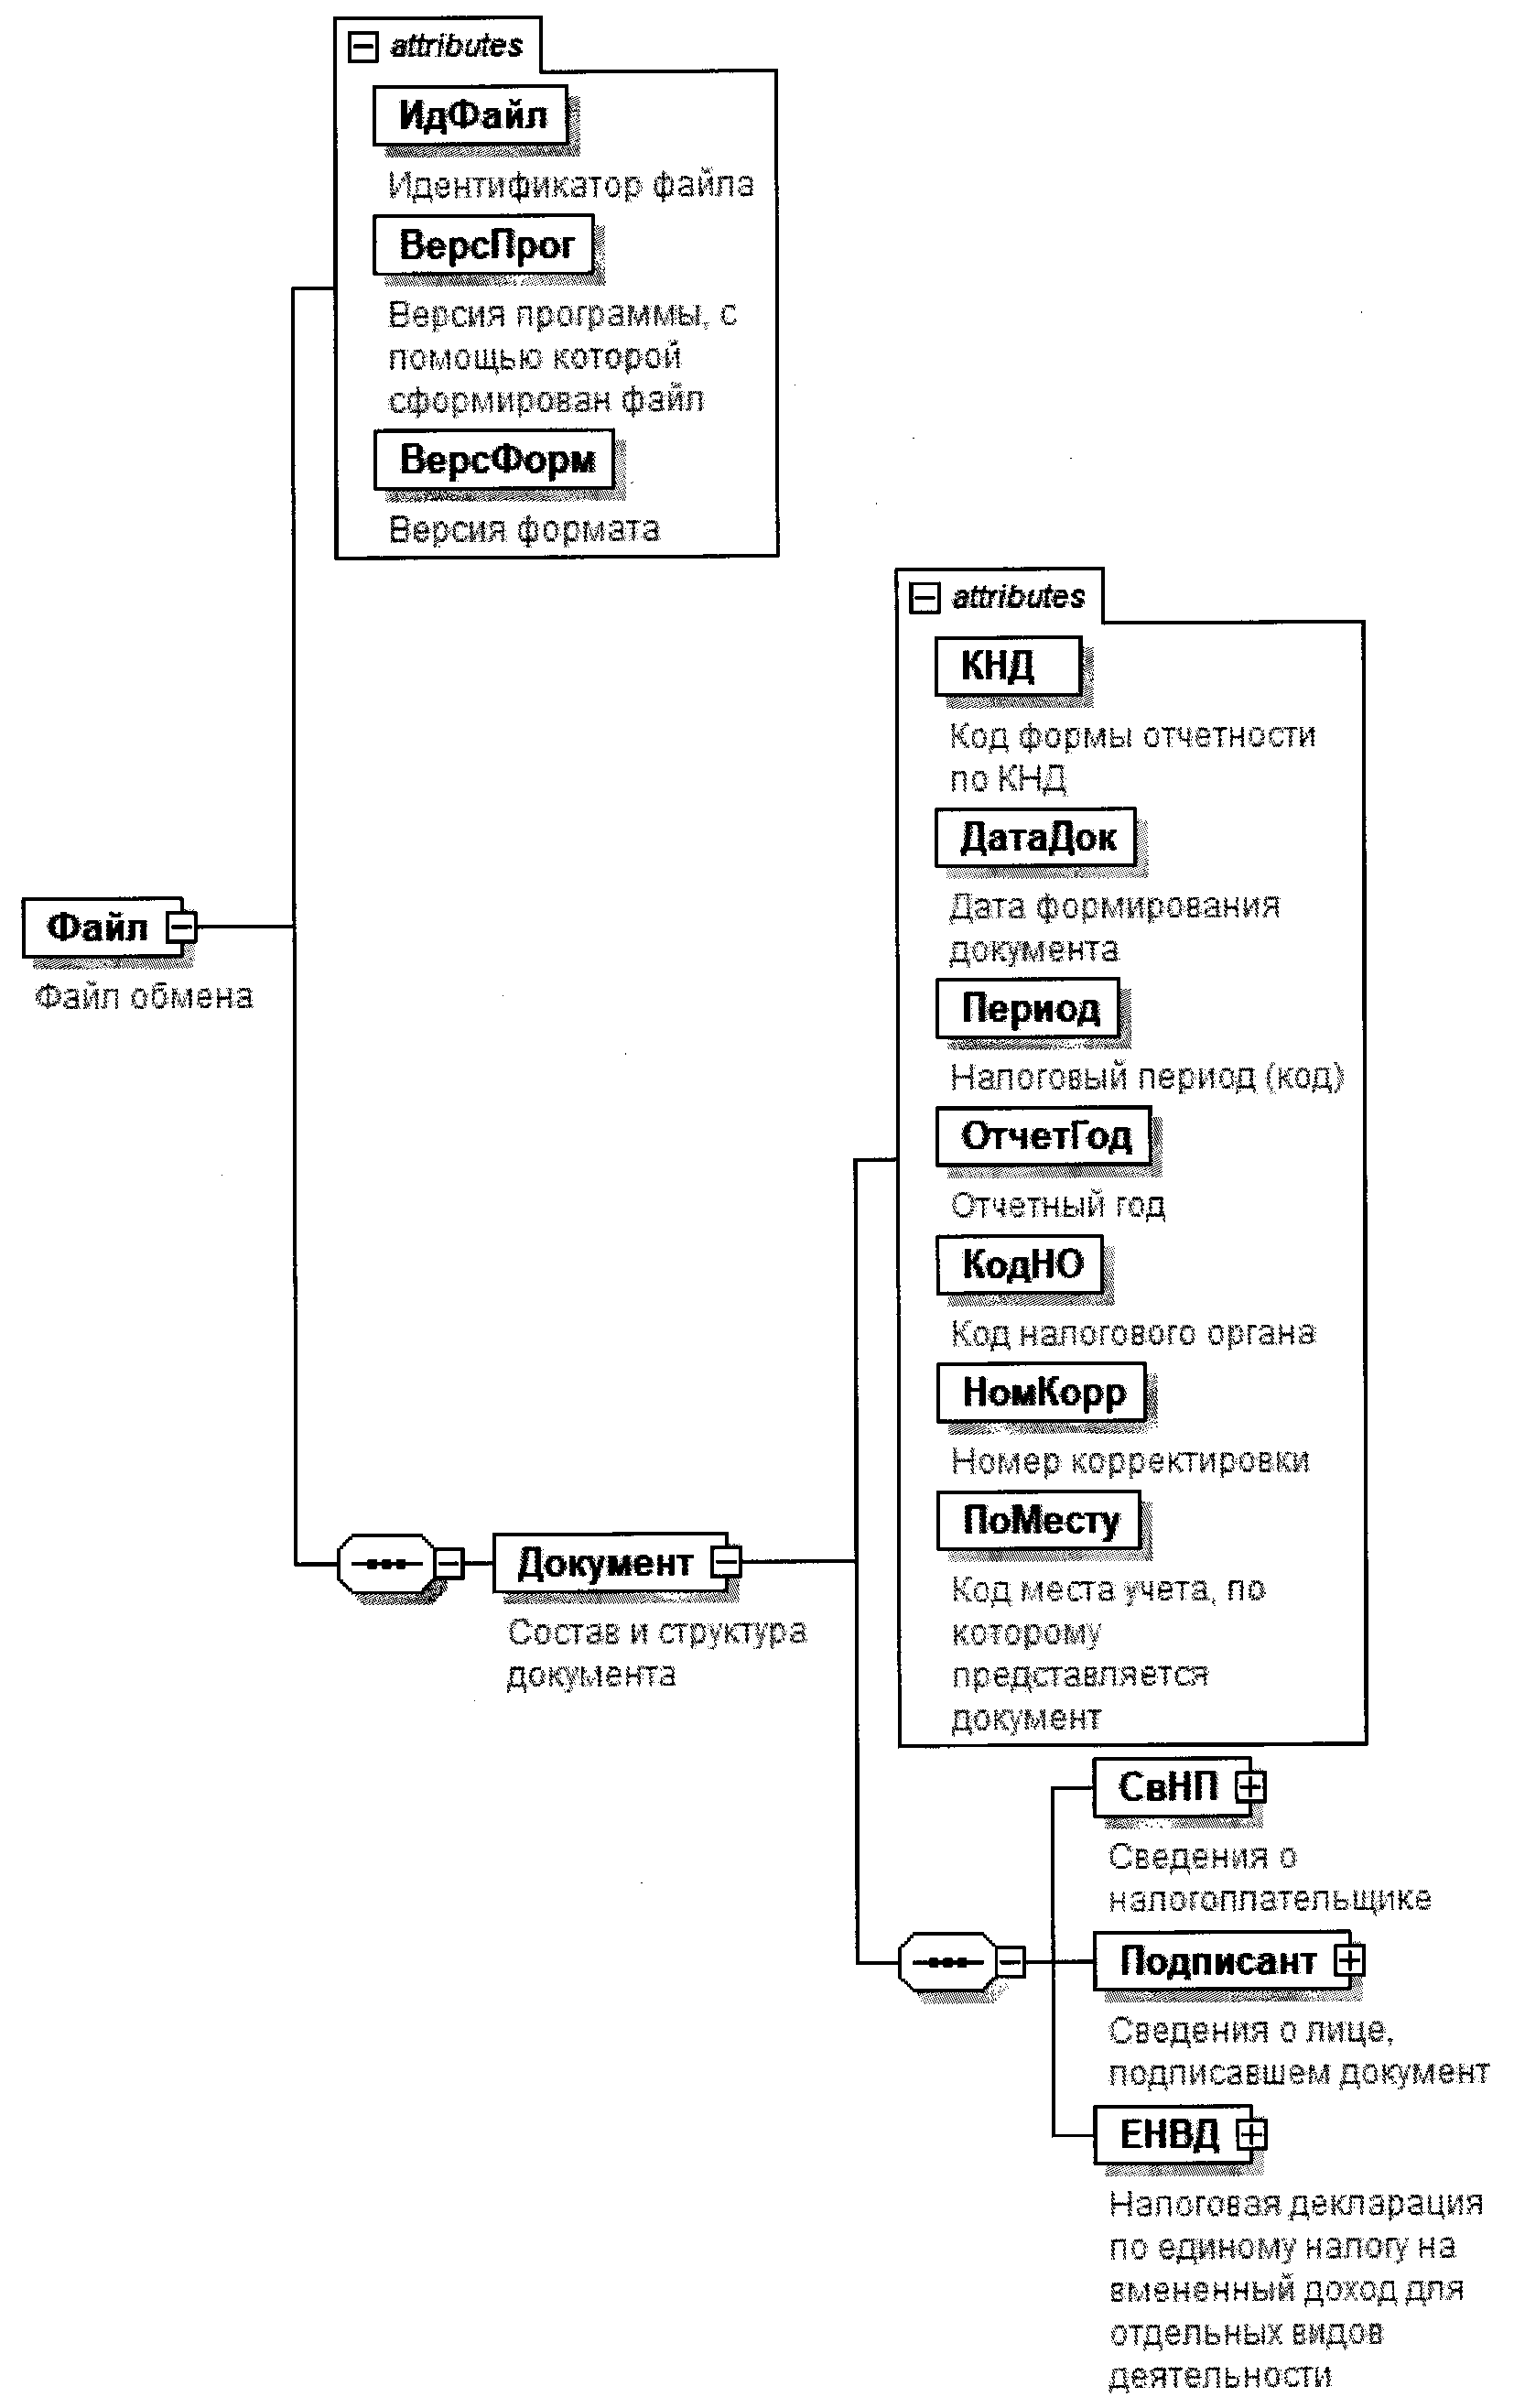 attributes
ИдФайл
Идентификатор файла
ВерсПрог
Версия программы, с
помощью которой
сформирован файл
ВерсФорм
Версия формата
Файл
Файл обмена
attributes
КНД
Код формы отчетности
по КНД
ДатаДок
Дата формирования
документа
Период
Налоговый период (код)
ОтчетГод
Отчетный год
КодНО
Код налогового органа
НомКорр
Номер корректировки
ПоМесту
Код места учета, по
которому
представляется
документ
Документ
Состав и структура
документа
СвНП
Сведения о
налогоплательщике
Подписант
Сведения о лице,
подписавшем документ
ЕНВД
Налоговая декларация
по единому налогу на
вмененный доход для
отдельных видов
деятельности